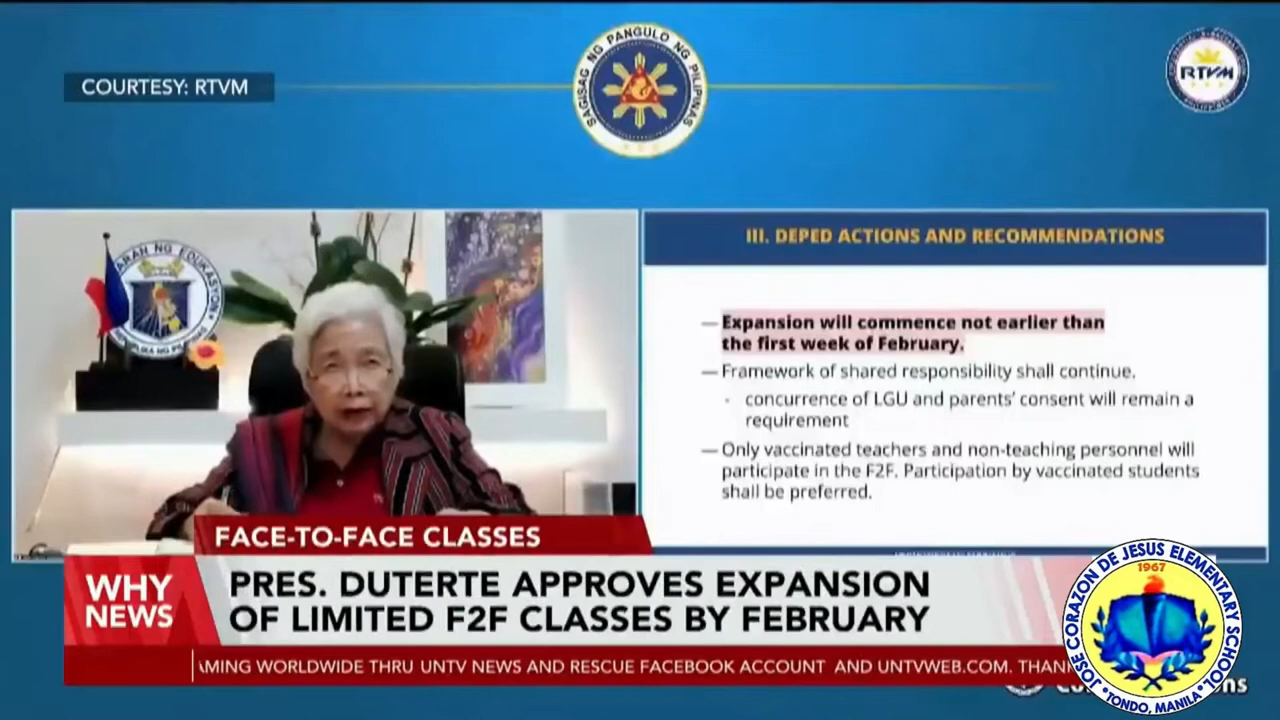 COURTESY: RTVM
SAGISAG NG PANGULO NG PILIPINAS
RTVM
ARAN NG EDUKASYON
III. DEPED ACTIONS AND RECOMMENDATIONS
— Expansion will commence not earlier than
the first week of February.
— Framework of shared responsibility shall continue.
- concurrence of LGU and parents' consent will remain a
requirement
— Only vaccinated teachers and non-teaching personnel will
participate in the F2F. Participation by vaccinated students
shall be preferred.
FACE-TO-FACE CLASSES
WHY
NEWS
PRES. DUTERTE APPROVES EXPANSION
OF LIMITED F2F CLASSES BY FEBRUARY
AMING WORLDWIDE THRU UNTV NEWS AND RESCUE FACEBOOK ACCOUNT AND UNTVWEB.COM. THAN
JOSE CORAZON DE JESUS ELEMENTARY SCHOOL
1967
TONDO, MANILA